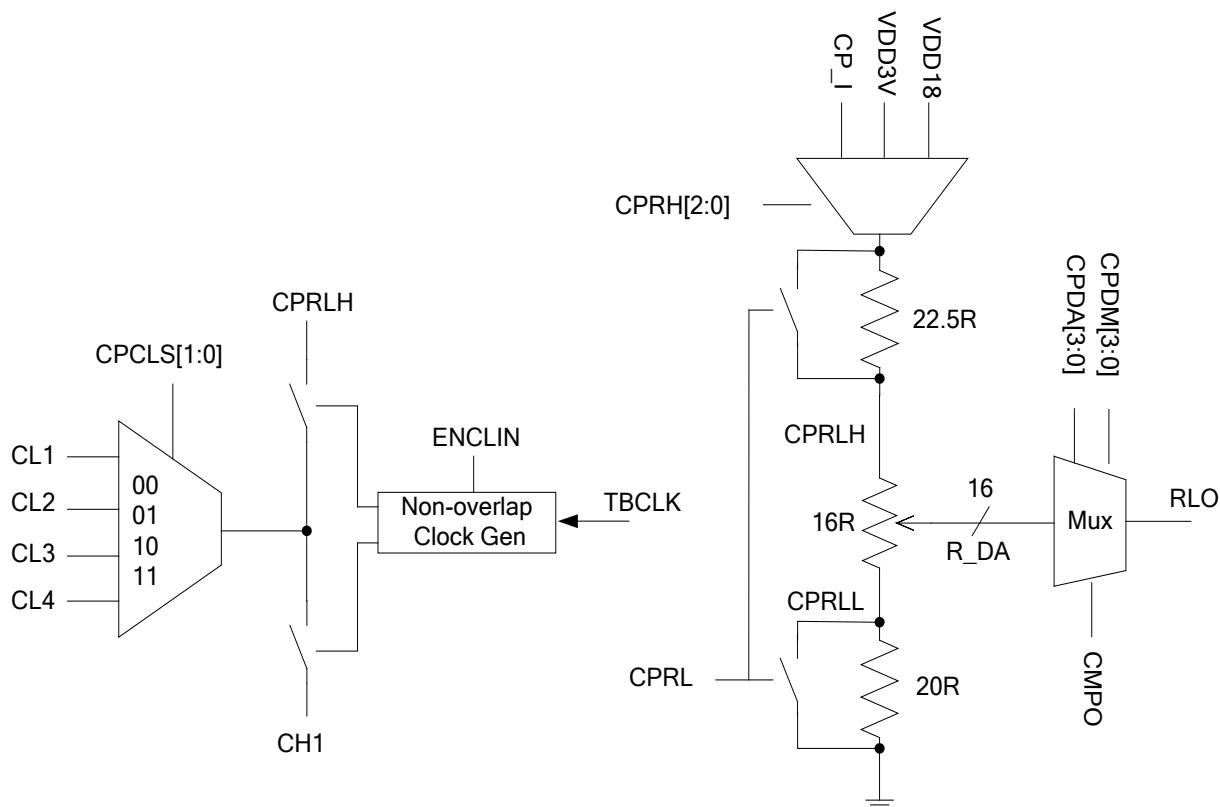 CP_I
VDD3V
VDD18
CPRH[2:0]
22.5R
CPDA[3:0]
CPDM[3:0]
CPRLH
CPCLS[1:0]
CL1
CL2
CL3
CL4
00
01
10
11
ENCLIN
Non-overlap
Clock Gen
TBCLK
CH1
CPRLH
16R
16
R_DA
Mux
RLO
CPRLL
CPRL
20R
CMPO